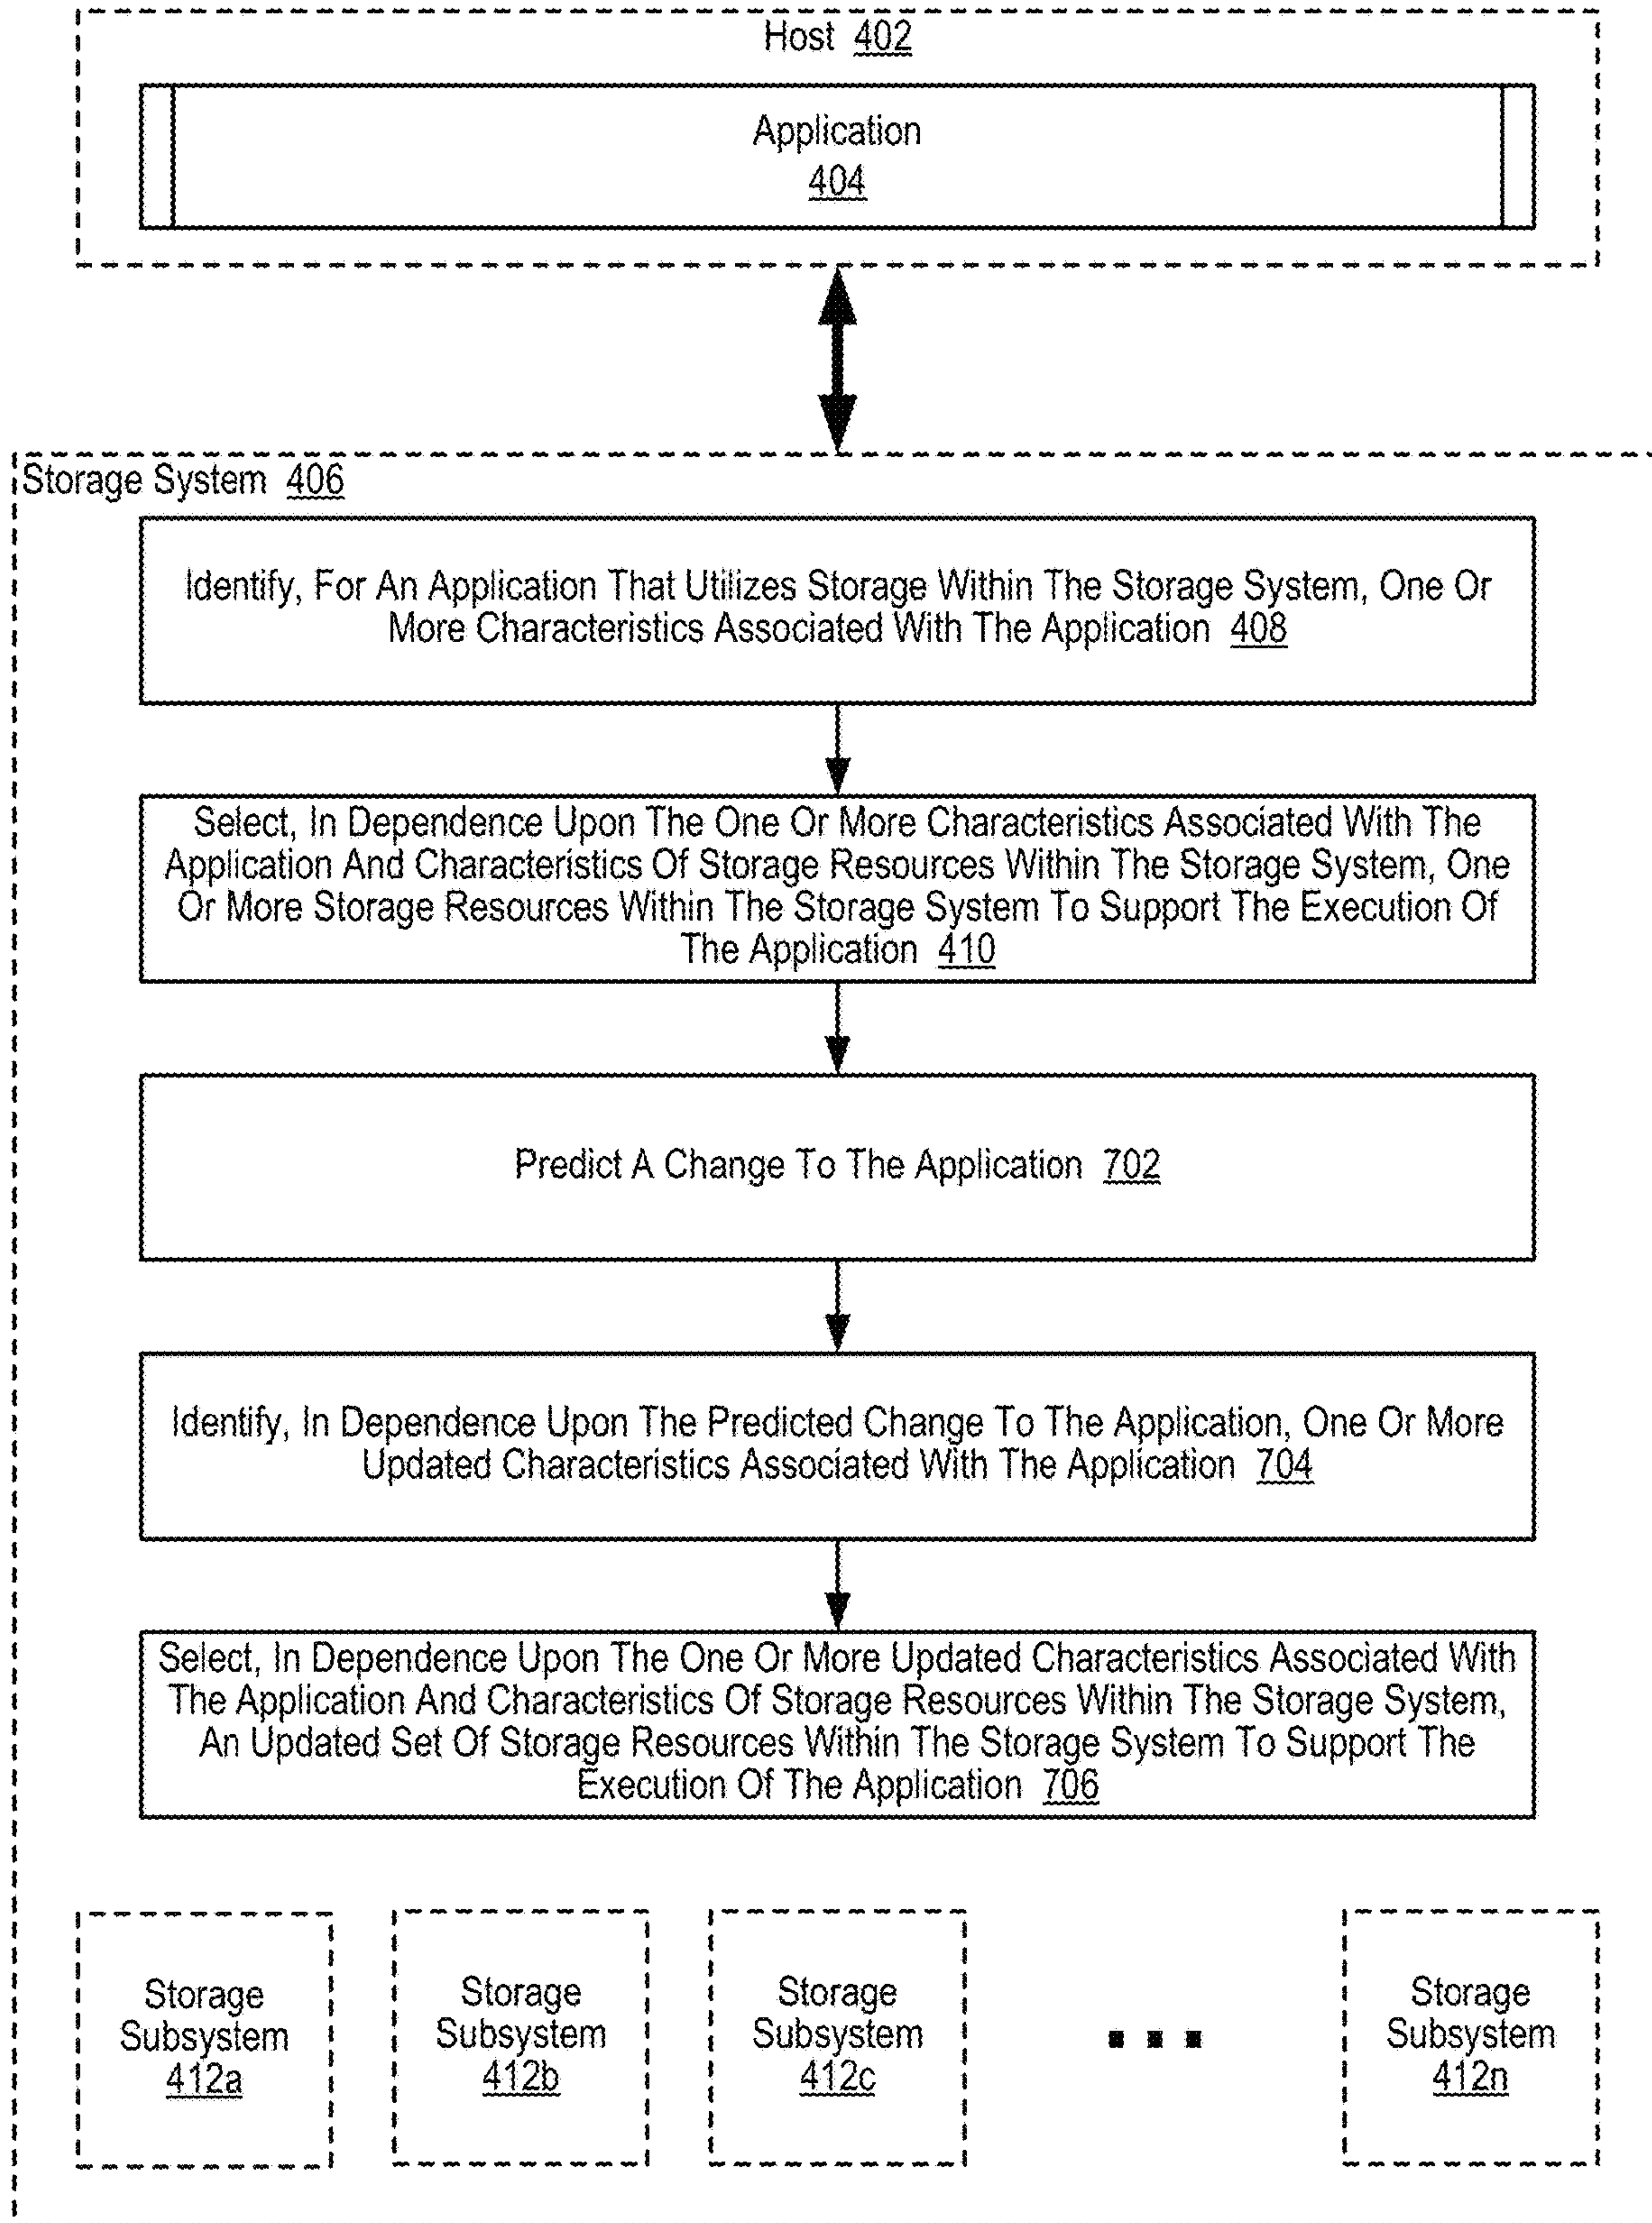 Host 402
Application
404
Storage System 406
Identify, For An Application That Utilizes Storage Within The Storage System, One Or
More Characteristics Associated With The Application 408
Select, In Dependence Upon The One Or More Characteristics Associated With The
Application And Characteristics Of Storage Resources Within The Storage System, One
Or More Storage Resources Within The Storage System To Support The Execution Of
The Application 410
Predict A Change To The Application 702
Identify, In Dependence Upon The Predicted Change To The Application, One Or More
Updated Characteristics Associated With The Application 704
Select, In Dependence Upon The One Or More Updated Characteristics Associated With
The Application And Characteristics Of Storage Resources Within The Storage System,
An Updated Set Of Storage Resources Within The Storage System To Support The
Execution Of The Application 706
Storage
Subsystem
412a
Storage
Subsystem
412b
Storage
Subsystem
412c
Storage
Subsystem
412n